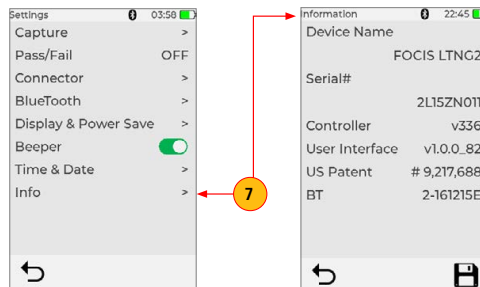 Settings 03:58
Capture >
Pass/Fail OFF
Connector >
BlueTooth >
Display & Power Save >
Beeper
Time & Date >
Info >
7
Information 22:45
Device Name
FOCIS LTNG2
Serial#
2L15ZN011
Controller v336
User Interface v1.0.0_82
US Patent # 9,217,688
BT 2-161215E